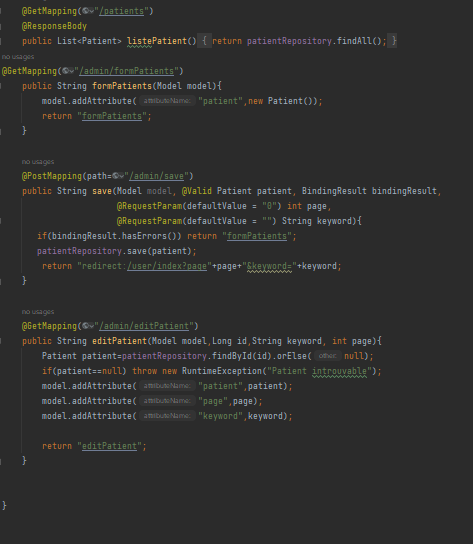 @GetMapping("/patients")
@ResponseBody
public List<Patient> listePatient() { return patientRepository.findAll(); }
no usages
@GetMapping("/admin/formPatients")
public String formPatients(Model model){
model.addAttribute( attributeName: "patient",new Patient());
return "formPatients";
}
no usages
@PostMapping(path="/admin/save")
public String save(Model model, @Valid Patient patient, BindingResult bindingResult,
@RequestParam(defaultValue = "0") int page,
@RequestParam(defaultValue = "") String keyword){
if(bindingResult.hasErrors()) return "formPatients";
patientRepository.save(patient);
return "redirect:/user/index?page"+page+"&keyword="+keyword;
}
no usages
@GetMapping("/admin/editPatient")
public String editPatient(Model model,Long id,String keyword, int page){
Patient patient=patientRepository.findById(id).orElse( other: null);
if(patient==null) throw new RuntimeException("Patient introuvable");
model.addAttribute( attributeName: "patient",patient);
model.addAttribute( attributeName: "page",page);
model.addAttribute( attributeName: "keyword",keyword);
return "editPatient";
}
}